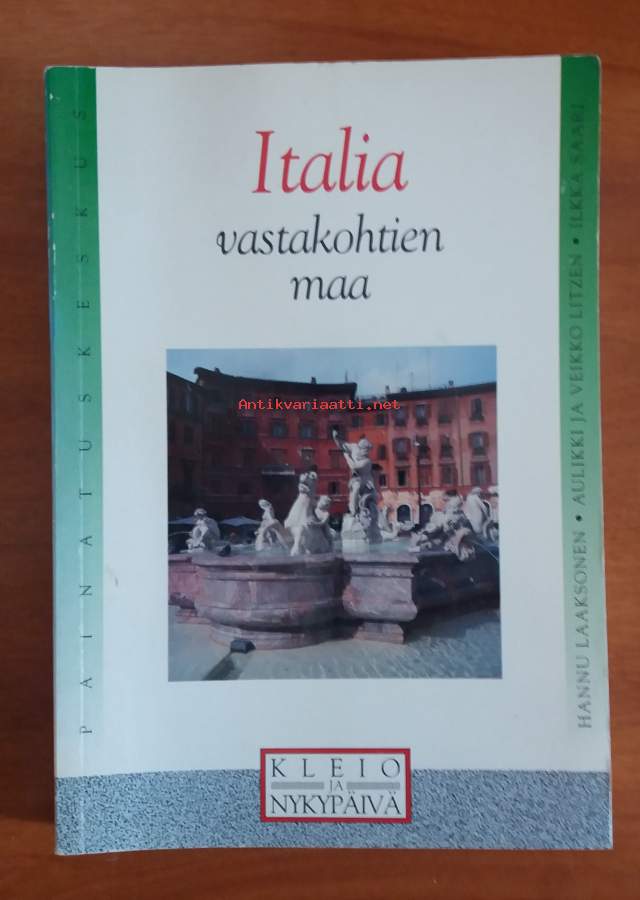 Italia
vastakohtien
maa
PAINATUSKESKUS
HANNU LAAKSONEN • AULIKKI JA VEIKKO LITZEN • ILKKA SAARI
Antikvariaatti.net
KLEIO
JA
NYKYPÄIVÄ